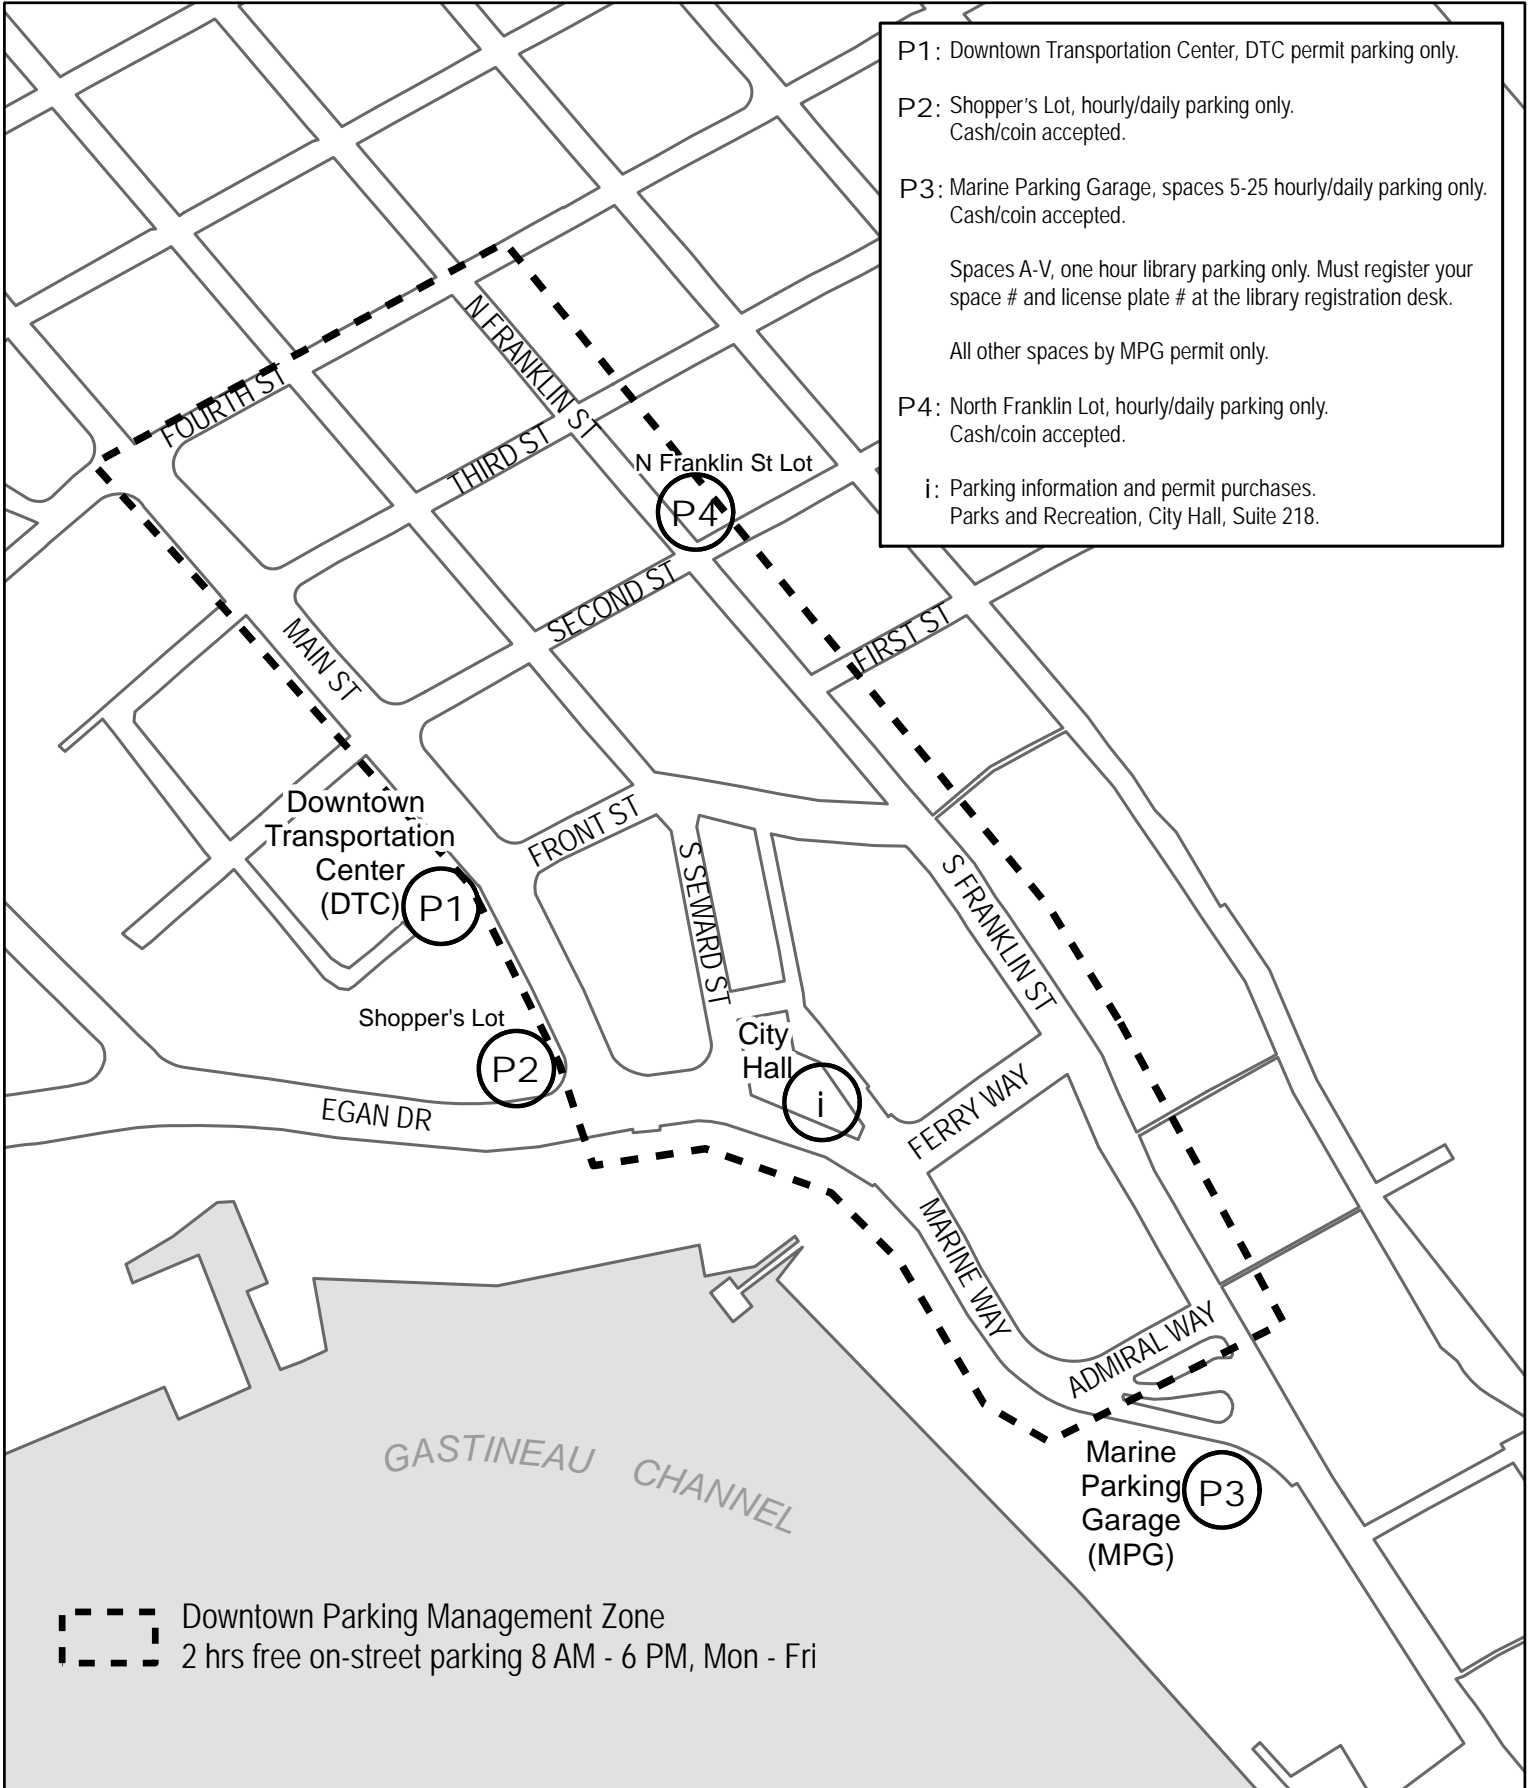 P1: Downtown Transportation Center, DTC permit parking only.
P2: Shopper's Lot, hourly/daily parking only.
Cash/coin accepted.
P3: Marine Parking Garage, spaces 5-25 hourly/daily parking only.
Cash/coin accepted.
Spaces A-V, one hour library parking only. Must register your
space # and license plate # at the library registration desk.
All other spaces by MPG permit only.
P4: North Franklin Lot, hourly/daily parking only.
Cash/coin accepted.
i: Parking information and permit purchases.
Parks and Recreation, City Hall, Suite 218.
N FRANKLIN ST
FOURTH ST
THIRD ST
N Franklin St Lot
P4
SECOND ST
FIRST ST
MAIN ST
Downtown
Transportation
Center
(DTC)
P1
FRONT ST
S SEWARD ST
S FRANKLIN ST
Shopper's Lot
P2
City
Hall
i
EGAN DR
FERRY WAY
MARINE WAY
ADMIRAL WAY
Marine
Parking
Garage
(MPG)
P3
GASTINEAU CHANNEL
Downtown Parking Management Zone
2 hrs free on-street parking 8 AM - 6 PM, Mon - Fri